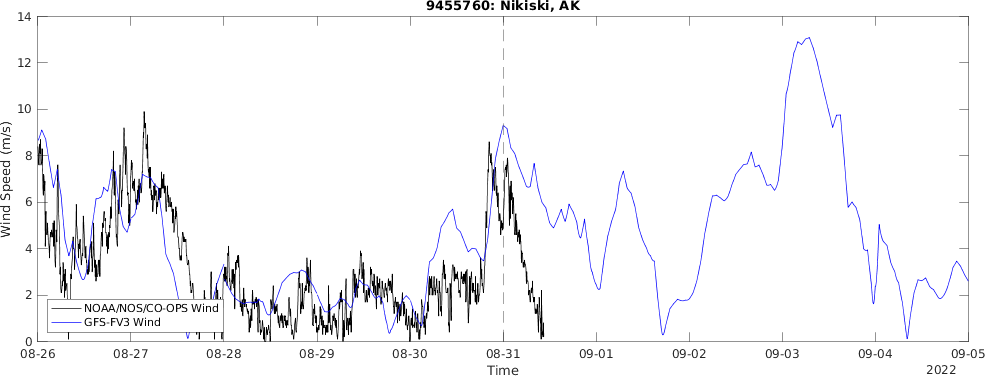 9455760: Nikiski, AK
Wind Speed (m/s)
14
12
10
8
6
4
2
0
NOAA/NOS/CO-OPS Wind
GFS-FV3 Wind
08-26 08-27 08-28 08-29 08-30 08-31 09-01 09-02 09-03 09-04 09-05
Time
2022